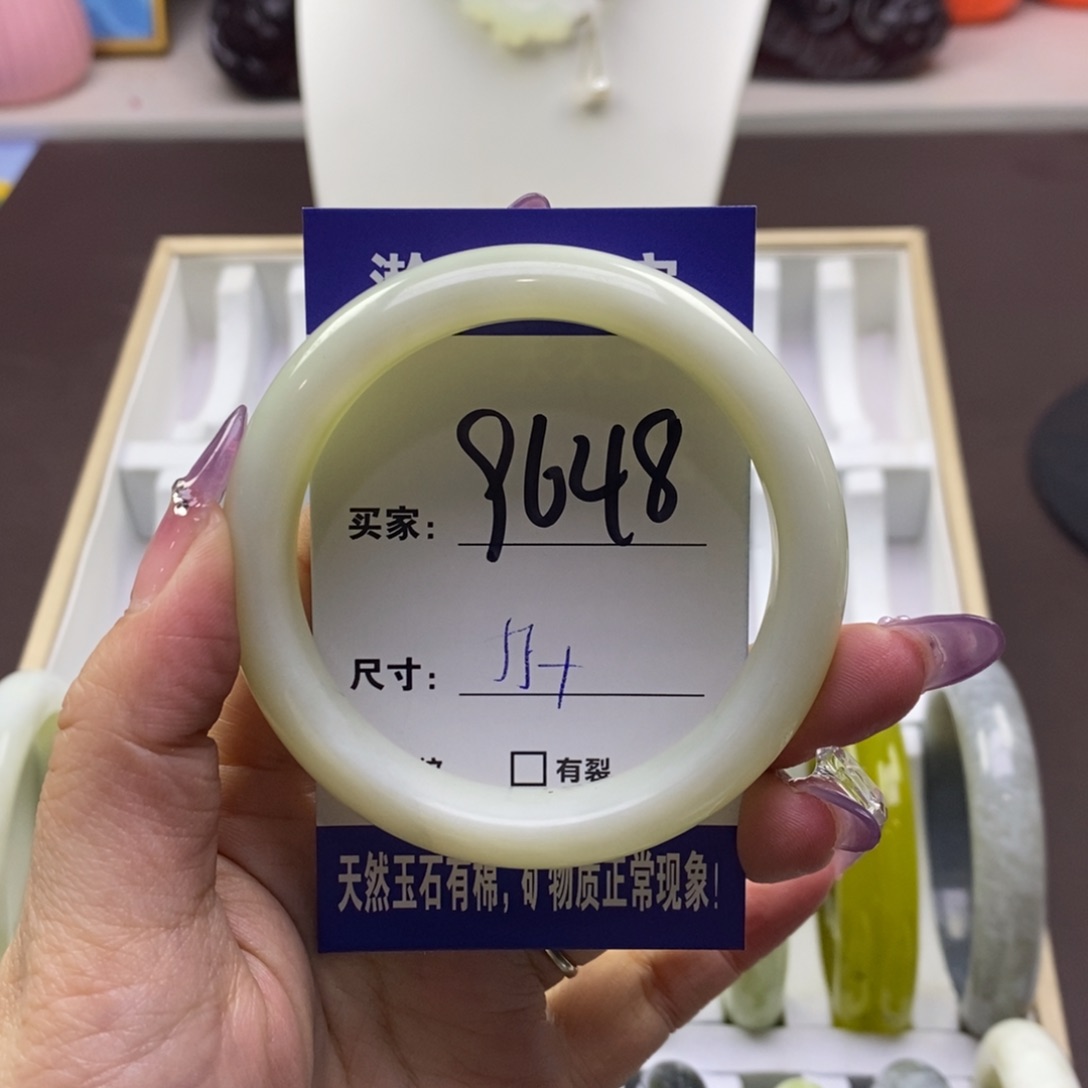 买家: 9648
尺寸:
□有裂
天然玉石有棉, 矿物质正常现象!